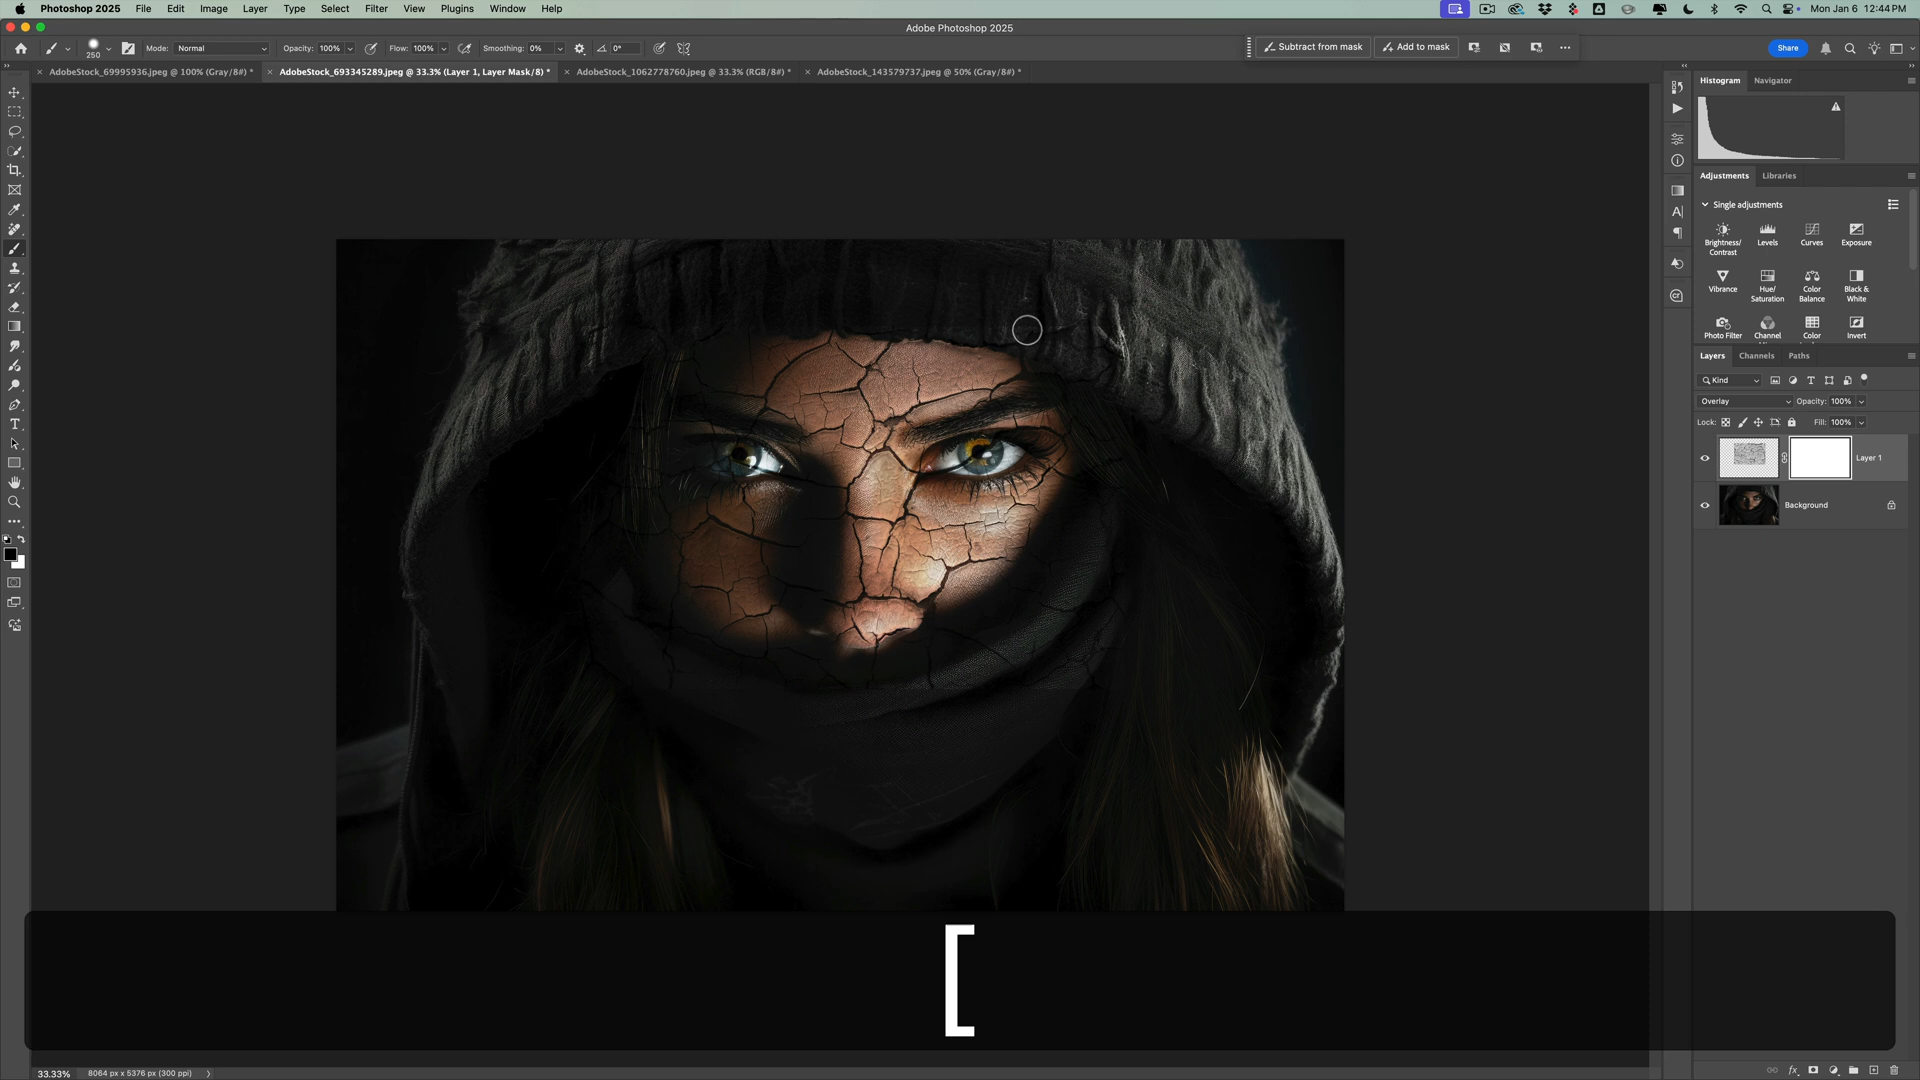 Photoshop 2025 File Edit Image Layer Type Select Filter View Plugins Window Help Mon Jan 6 12:44 PM
Adobe Photoshop 2025
250 Mode: Normal Opacity: 100% Flow: 100% Smoothing: 0% 0° Subtract from mask Add to mask Share
AdobeStock_69995936.jpeg @ 100% (Gray/8#) * AdobeStock_693345289.jpeg @ 33.3% (Layer 1, Layer Mask/8) * AdobeStock_1062778760.jpeg @ 33.3% (RGB/8#) * AdobeStock_143579737.jpeg @ 50% (Gray/8#) *
Histogram Navigator
Adjustments Libraries
Single adjustments
Brightness/ Contrast Levels Curves Exposure
Vibrance Hue/ Saturation Color Balance Black & White
Photo Filter Channel Color Invert
Layers Channels Paths
Kind
Overlay Opacity: 100%
Lock: Fill: 100%
Layer 1
Background
[
33.33% 8064 px x 5376 px (300 ppi)